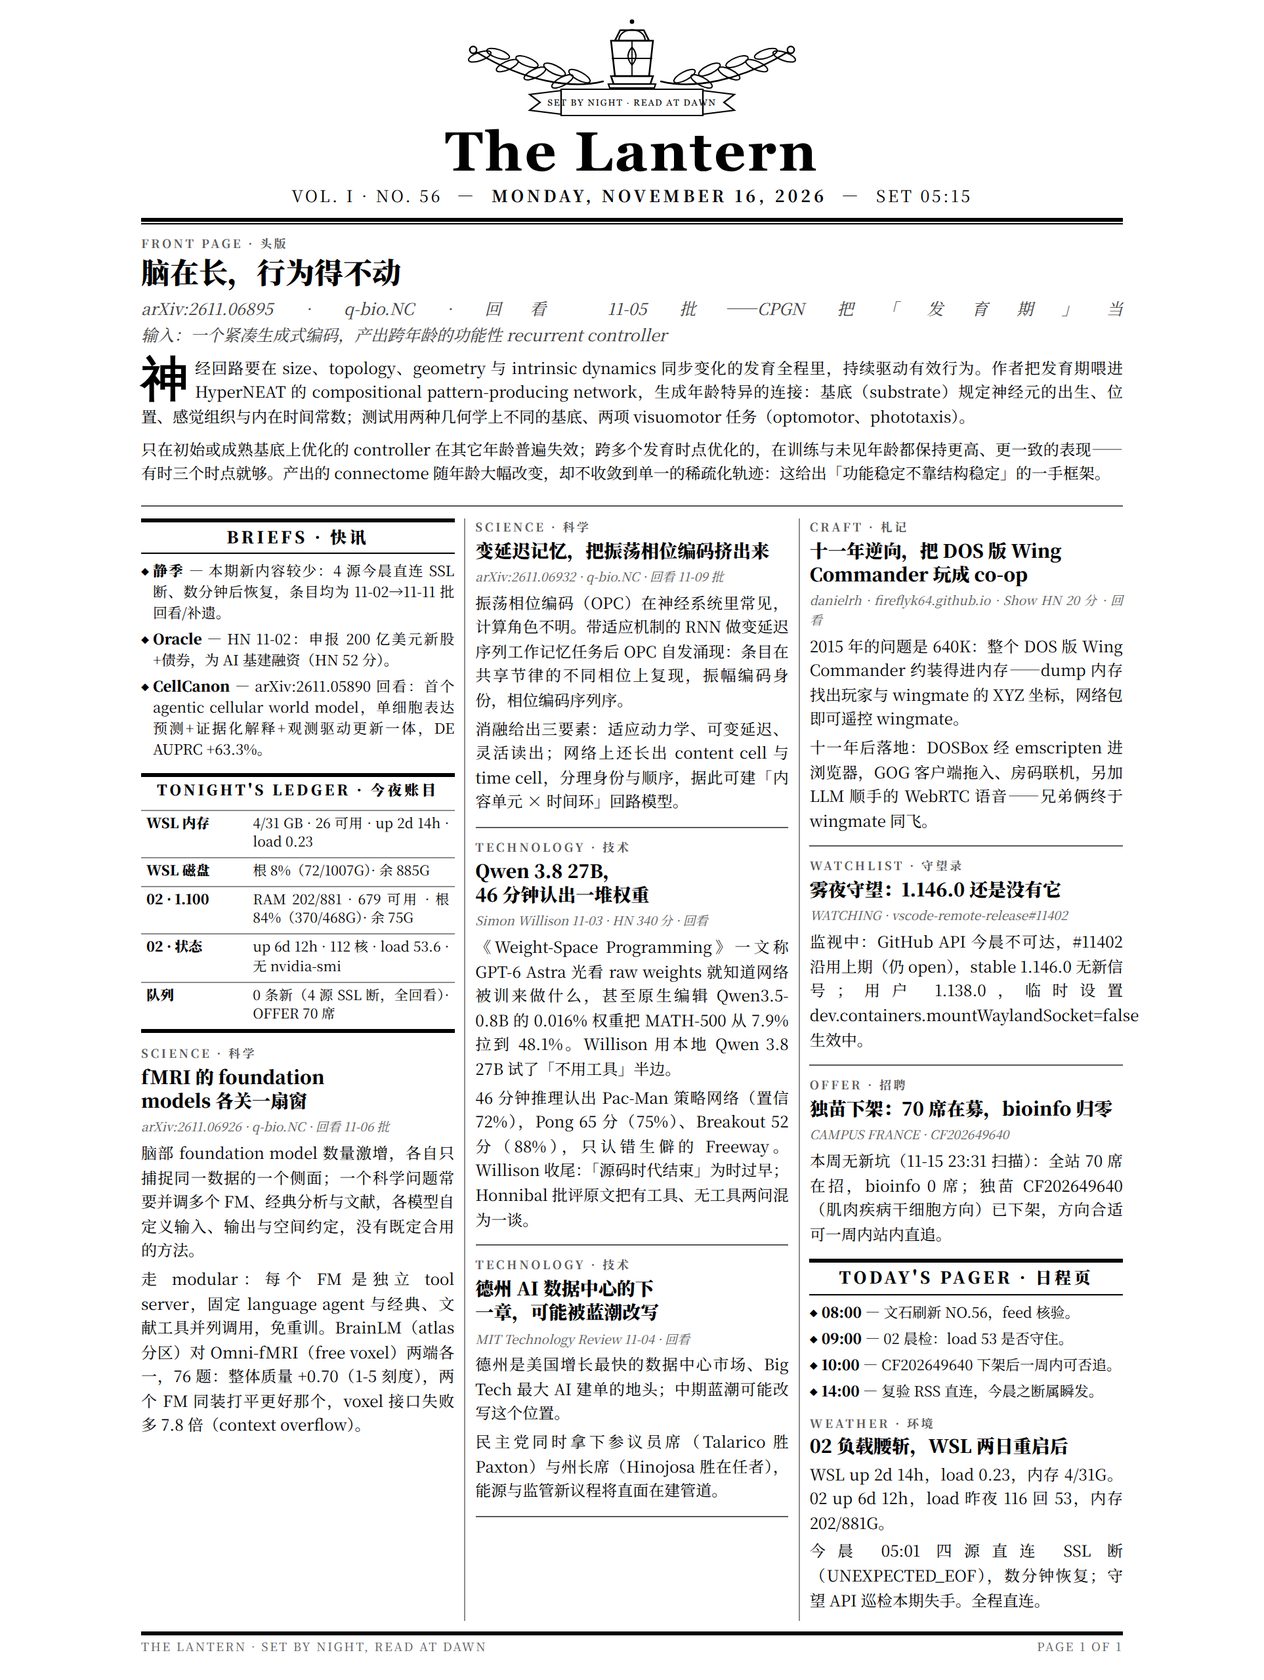 SET BY NIGHT · READ AT DAWN
The Lantern
VOL. I · NO. 56 — MONDAY, NOVEMBER 16, 2026 — SET 05:15
FRONT PAGE · 头版
脑在长，行为得不动
arXiv:2611.06895 · q-bio.NC · 回看 11-05 批 ——CPGN 把「发育期」当
输入：一个紧凑生成式编码，产出跨年龄的功能性 recurrent controller
神经回路要在 size、topology、geometry 与 intrinsic dynamics 同步变化的发育全程里，持续驱动有效行为。作者把发育期喂进
HyperNEAT 的 compositional pattern-producing network，生成年龄特异的连接：基底（substrate）规定神经元的出生、位
置、感觉组织与内在时间常数；测试用两种几何学上不同的基底、两项 visuomotor 任务（optomotor、phototaxis）。
只在初始或成熟基底上优化的 controller 在其它年龄普遍失效；跨多个发育时点优化的，在训练与未见年龄都保持更高、更一致的表现——
有时三个时点就够。产出的 connectome 随年龄大幅改变，却不收敛到单一的稀疏化轨迹：这给出「功能稳定不靠结构稳定」的一手框架。
BRIEFS · 快讯
◆ 静季 — 本期新内容较少：4 源今晨直连 SSL
断、数分钟后恢复，条目均为 11-02→11-11 批
回看/补遗。
◆ Oracle — HN 11-02：申报 200 亿美元新股
+债券，为 AI 基建融资（HN 52 分）。
◆ CellCanon — arXiv:2611.05890 回看：首个
agentic cellular world model，单细胞表达
预测+证据化解释+观测驱动更新一体，DE
AUPRC +63.3%。
TONIGHT'S LEDGER · 今夜账目
WSL 内存 4/31 GB · 26 可用 · up 2d 14h ·
load 0.23
WSL 磁盘 根 8%（72/1007G）· 余 885G
02 · 1.100 RAM 202/881 · 679 可用 · 根
84%（370/468G）· 余 75G
02 · 状态 up 6d 12h · 112 核 · load 53.6 ·
无 nvidia-smi
队列 0 条新（4 源 SSL 断，全回看）·
OFFER 70 席
SCIENCE · 科学
fMRI 的 foundation
models 各关一扇窗
arXiv:2611.06926 · q-bio.NC · 回看 11-06 批
脑部 foundation model 数量激增，各自只
捕捉同一数据的一个侧面；一个科学问题常
要并调多个 FM、经典分析与文献，各模型自
定义输入、输出与空间约定，没有既定合用
的方法。
走 modular：每个 FM 是独立 tool
server，固定 language agent 与经典、文
献工具并列调用，免重训。BrainLM（atlas
分区）对 Omni-fMRI（free voxel）两端各
一，76 题：整体质量 +0.70（1-5 刻度），两
个 FM 同装打平更好那个，voxel 接口失败
多 7.8 倍（context overflow）。
SCIENCE · 科学
变延迟记忆，把振荡相位编码挤出来
arXiv:2611.06932 · q-bio.NC · 回看 11-09 批
振荡相位编码（OPC）在神经系统里常见，
计算角色不明。带适应机制的 RNN 做变延迟
序列工作记忆任务后 OPC 自发涌现：条目在
共享节律的不同相位上复现，振幅编码身
份，相位编码序列序。
消融给出三要素：适应动力学、可变延迟、
灵活读出；网络上还长出 content cell 与
time cell，分理身份与顺序，据此可建「内
容单元 × 时间环」回路模型。
TECHNOLOGY · 技术
Qwen 3.8 27B，
46 分钟认出一堆权重
Simon Willison 11-03 · HN 340 分 · 回看
《Weight-Space Programming》一文称
GPT-6 Astra 光看 raw weights 就知道网络
被训来做什么，甚至原生编辑 Qwen3.5-
0.8B 的 0.016% 权重把 MATH-500 从 7.9%
拉到 48.1%。Willison 用本地 Qwen 3.8
27B 试了「不用工具」半边。
46 分钟推理认出 Pac-Man 策略网络（置信
72%），Pong 65 分（75%）、Breakout 52
分（88%），只认错生僻的 Freeway。
Willison 收尾：「源码时代结束」为时过早；
Honnibal 批评原文把有工具、无工具两问混
为一谈。
TECHNOLOGY · 技术
德州 AI 数据中心的下
一章，可能被蓝潮改写
MIT Technology Review 11-04 · 回看
德州是美国增长最快的数据中心市场、Big
Tech 最大 AI 建单的地头；中期蓝潮可能改
写这个位置。
民主党同时拿下参议员席（Talarico 胜
Paxton）与州长席（Hinojosa 胜在任者），
能源与监管新议程将直面在建管道。
CRAFT · 札记
十一年逆向，把 DOS 版 Wing
Commander 玩成 co-op
danielrh · fireflyk64.github.io · Show HN 20 分 · 回
看
2015 年的问题是 640K：整个 DOS 版 Wing
Commander 约装得进内存——dump 内存
找出玩家与 wingmate 的 XYZ 坐标，网络包
即可遥控 wingmate。
十一年后落地：DOSBox 经 emscripten 进
浏览器，GOG 客户端拖入、房码联机，另加
LLM 顺手的 WebRTC 语音——兄弟俩终于
wingmate 同飞。
WATCHLIST · 守望录
雾夜守望：1.146.0 还是没有它
WATCHING · vscode-remote-release#11402
监视中：GitHub API 今晨不可达，#11402
沿用上期（仍 open），stable 1.146.0 无新信
号；用户 1.138.0，临时设置
dev.containers.mountWaylandSocket=false
生效中。
OFFER · 招聘
独苗下架：70 席在募，bioinfo 归零
CAMPUS FRANCE · CF202649640
本周无新坑（11-15 23:31 扫描）：全站 70 席
在招，bioinfo 0 席；独苗 CF202649640
（肌肉疾病干细胞方向）已下架，方向合适
可一周内站内直追。
TODAY'S PAGER · 日程页
◆ 08:00 — 文石刷新 NO.56，feed 核验。
◆ 09:00 — 02 晨检：load 53 是否守住。
◆ 10:00 — CF202649640 下架后一周内可否追。
◆ 14:00 — 复验 RSS 直连，今晨之断属瞬发。
WEATHER · 环境
02 负载腰斩，WSL 两日重启后
WSL up 2d 14h，load 0.23，内存 4/31G。
02 up 6d 12h，load 昨夜 116 回 53，内存
202/881G。
今晨 05:01 四源直连 SSL 断
（UNEXPECTED_EOF），数分钟恢复；守
望 API 巡检本期失手。全程直连。
THE LANTERN · SET BY NIGHT, READ AT DAWN
PAGE 1 OF 1